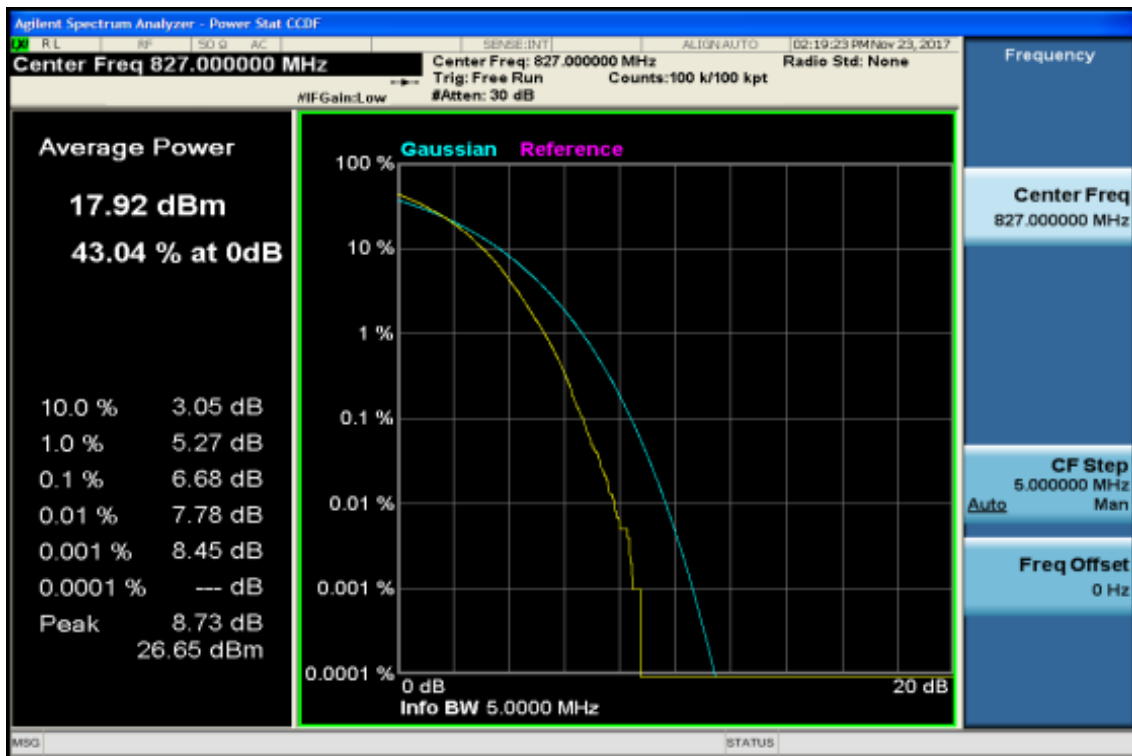 Agilent Spectrum Analyzer - Power Stat CCDF
RL RF 50 Ω AC SENSE:INT ALIGN AUTO 02:19:23 PM Nov 23, 2017
Center Freq 827.000000 MHz
Center Freq: 827.000000 MHz Radio Std: None
Trig: Free Run Counts:100 k/100 kpt
#IFGain:Low #Atten: 30 dB
Frequency
Average Power
17.92 dBm
43.04 % at 0dB
10.0 % 3.05 dB
1.0 % 5.27 dB
0.1 % 6.68 dB
0.01 % 7.78 dB
0.001 % 8.45 dB
0.0001 % --- dB
Peak 8.73 dB
26.65 dBm
Gaussian Reference
100 %
10 %
1 %
0.1 %
0.01 %
0.001 %
0.0001 %
0 dB 20 dB
Info BW 5.0000 MHz
Center Freq
827.000000 MHz
CF Step
5.000000 MHz
Auto Man
Freq Offset
0 Hz
MSG STATUS